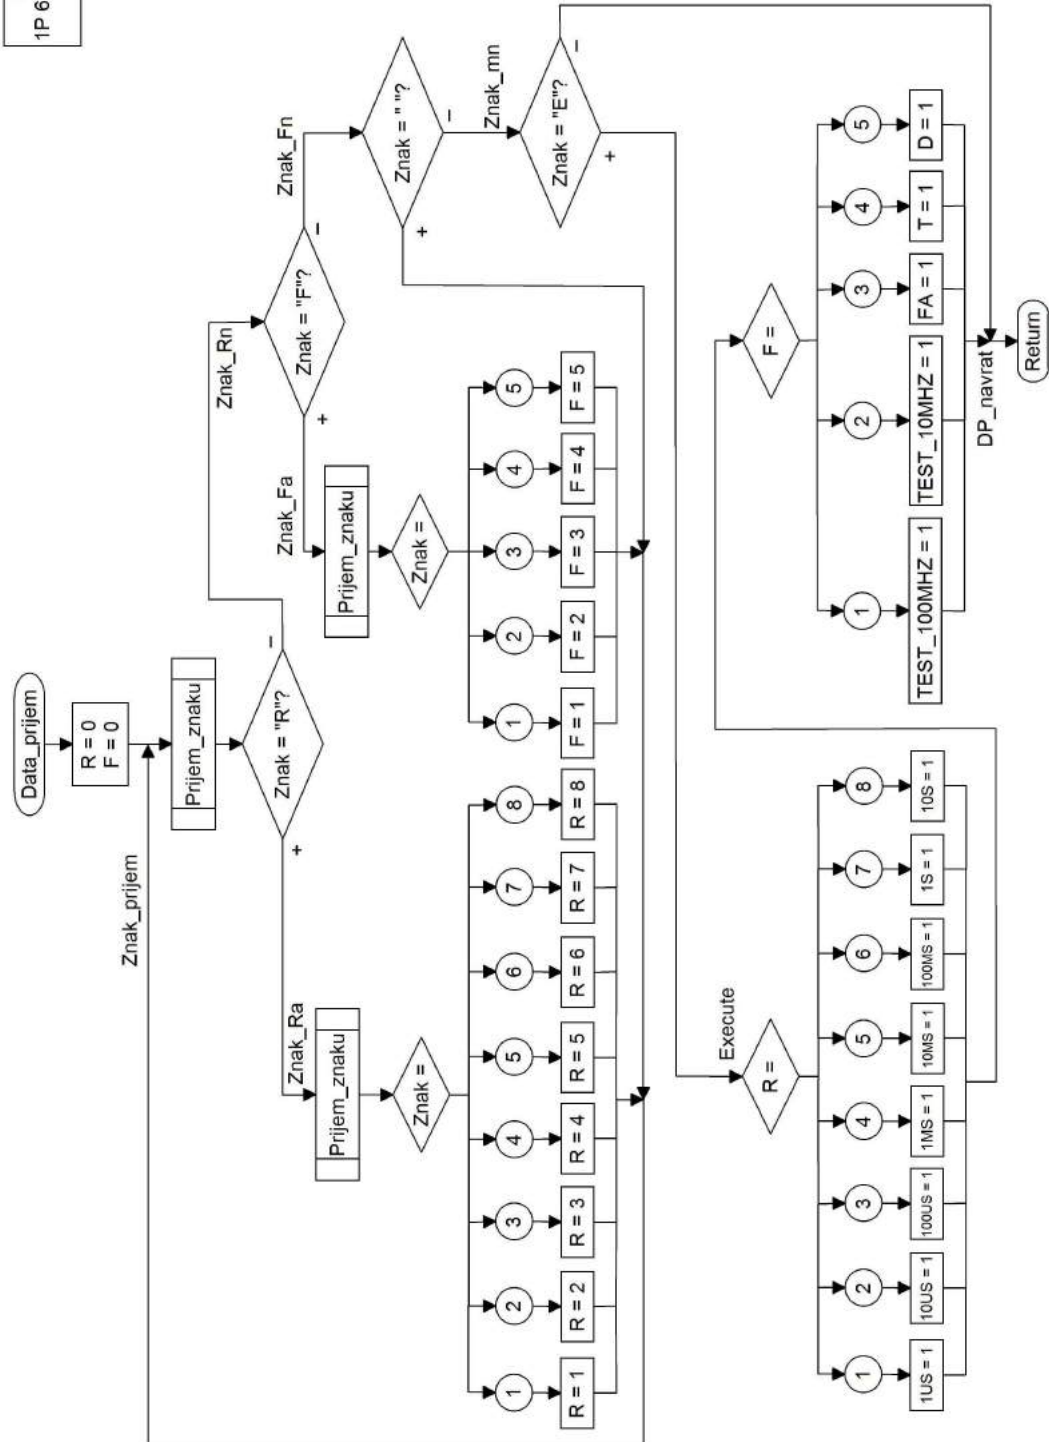 1P 6
Data_prijem
R = 0
F = 0
Znak_prijem
Prijem_znaku
Znak = "R"?
+
–
Znak_Ra
Znak_Rn
Prijem_znaku
Znak =
1
2
3
4
5
6
7
8
R = 1
R = 2
R = 3
R = 4
R = 5
R = 6
R = 7
R = 8
Znak = "F"?
+
–
Znak_Fa
Znak_Fn
Prijem_znaku
Znak =
1
2
3
4
5
F = 1
F = 2
F = 3
F = 4
F = 5
Znak = " "?
+
–
Znak_mn
Znak = "E"?
+
–
Execute
R =
1
2
3
4
5
6
7
8
1US = 1
10US = 1
100US = 1
1MS = 1
10MS = 1
100MS = 1
1S = 1
10S = 1
F =
1
2
3
4
5
TEST_100MHZ = 1
TEST_10MHZ = 1
FA = 1
T = 1
D = 1
DP_navrat
Return